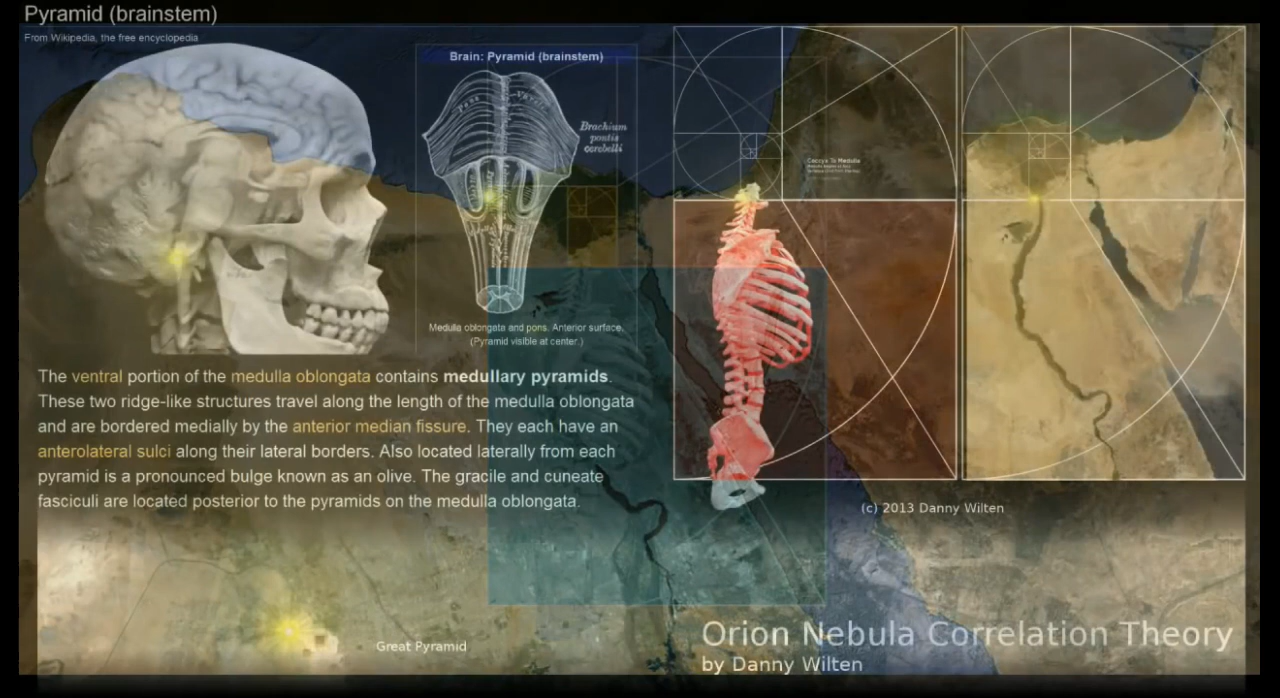 Pyramid (brainstem)
From Wikipedia, the free encyclopedia
Brain: Pyramid (brainstem)
Pons Varolii
Brachium
pontis
cerebelli
Medulla oblongata and pons. Anterior surface.
(Pyramid visible at center.)
Coccyx To Medulla
The ventral portion of the medulla oblongata contains medullary pyramids.
These two ridge-like structures travel along the length of the medulla oblongata
and are bordered medially by the anterior median fissure. They each have an
anterolateral sulci along their lateral borders. Also located laterally from each
pyramid is a pronounced bulge known as an olive. The gracile and cuneate
fasciculi are located posterior to the pyramids on the medulla oblongata.
(c) 2013 Danny Wilten
Great Pyramid
Orion Nebula Correlation Theory
by Danny Wilten